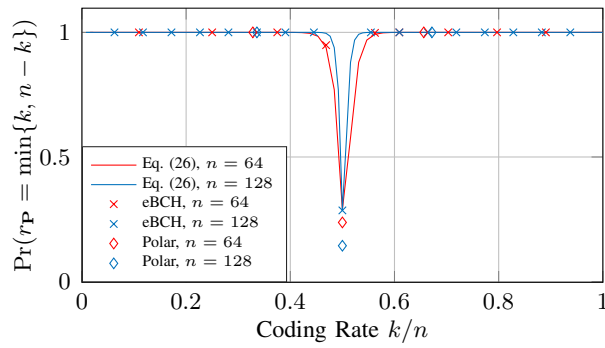 Pr(r_P = min{k, n − k})
1
0.5
0
Eq. (26), n = 64
Eq. (26), n = 128
eBCH, n = 64
eBCH, n = 128
Polar, n = 64
Polar, n = 128
0 0.2 0.4 0.6 0.8 1
Coding Rate k/n